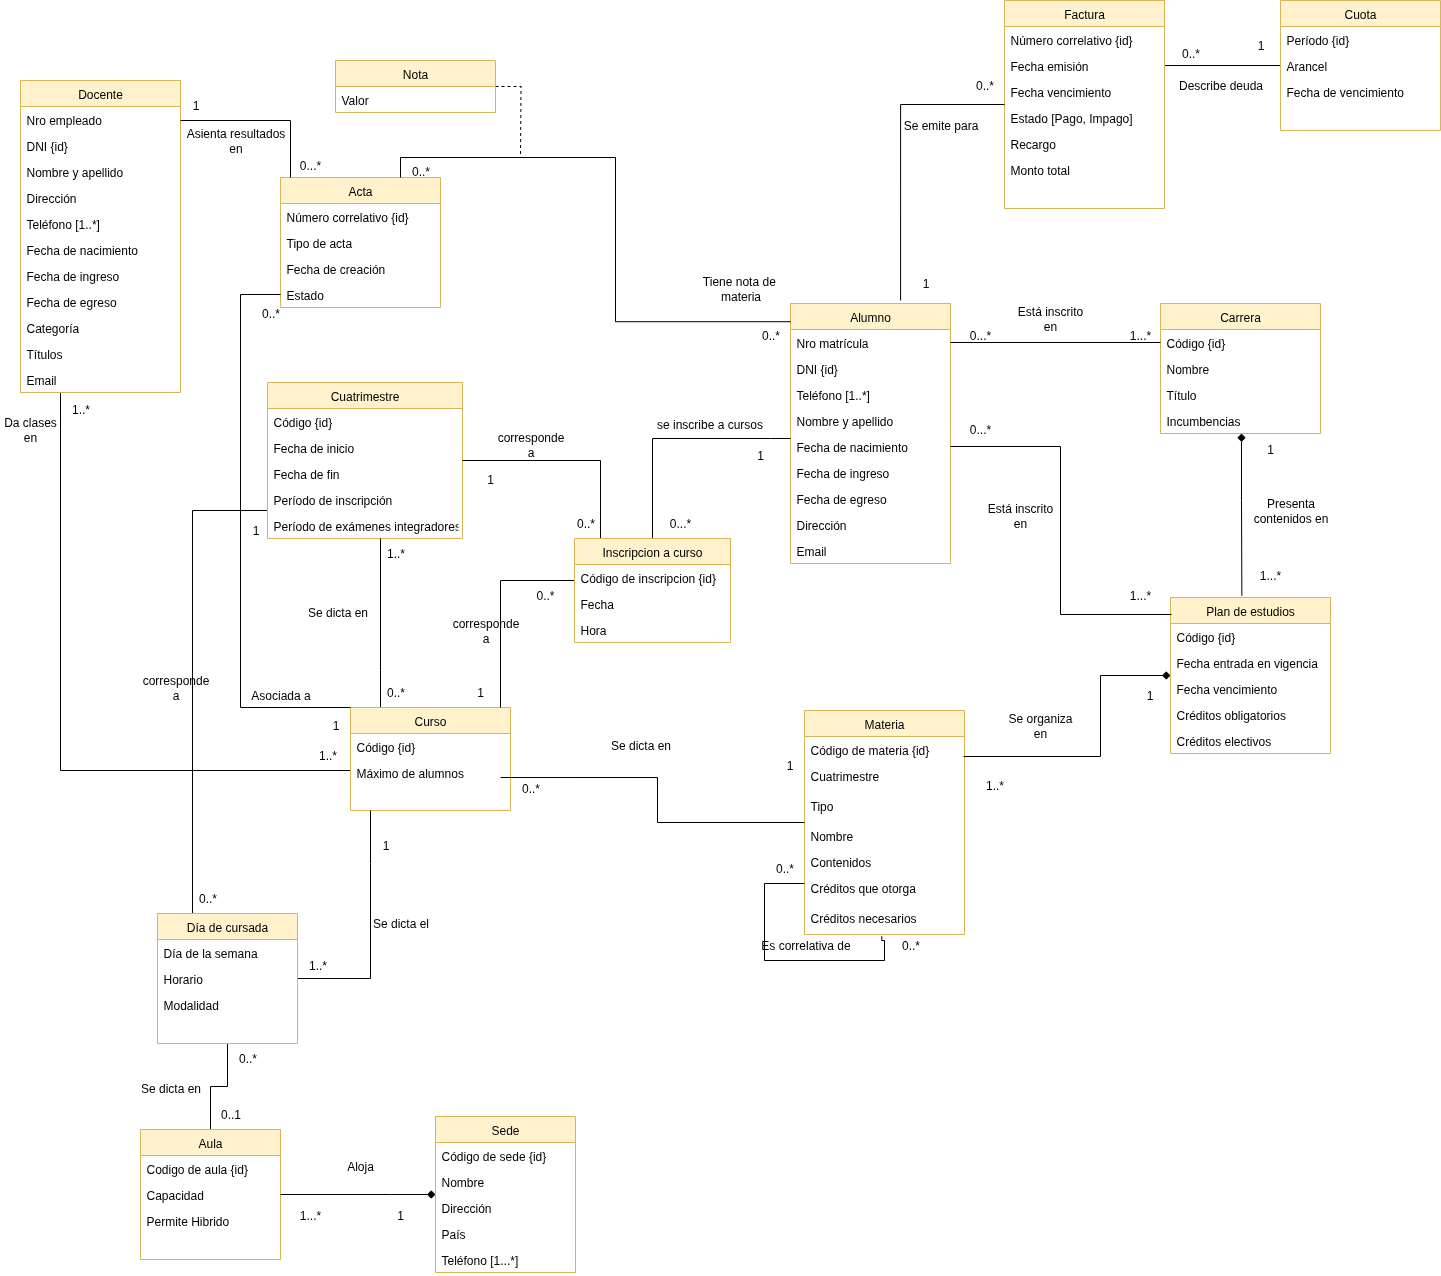 Factura
Número correlativo {id}
Fecha emisión
Fecha vencimiento
Estado [Pago, Impago]
Recargo
Monto total
0..*
1
Describe deuda
Cuota
Período {id}
Arancel
Fecha de vencimiento
0..*
Se emite para
1
Nota
Valor
Docente
Nro empleado
DNI {id}
Nombre y apellido
Dirección
Teléfono [1..*]
Fecha de nacimiento
Fecha de ingreso
Fecha de egreso
Categoría
Títulos
Email
1
Asienta resultados
en
0...*
0..*
Acta
Número correlativo {id}
Tipo de acta
Fecha de creación
Estado
0..*
Tiene nota de
materia
0..*
Alumno
Nro matrícula
DNI {id}
Teléfono [1..*]
Nombre y apellido
Fecha de nacimiento
Fecha de ingreso
Fecha de egreso
Dirección
Email
Está inscrito
en
0...*
1...*
Carrera
Código {id}
Nombre
Título
Incumbencias
1..*
Da clases
en
Cuatrimestre
Código {id}
Fecha de inicio
Fecha de fin
Período de inscripción
Período de exámenes integradores
corresponde
a
1
0..*
se inscribe a cursos
1
0...*
0...*
Está inscrito
en
1...*
1
Presenta
contenidos en
1...*
1
1..*
Se dicta en
0..*
Inscripcion a curso
Código de inscripcion {id}
Fecha
Hora
0..*
corresponde
a
1
Plan de estudios
Código {id}
Fecha entrada en vigencia
Fecha vencimiento
Créditos obligatorios
Créditos electivos
corresponde
a
Asociada a
1
1..*
Curso
Código {id}
Máximo de alumnos
0..*
Se dicta en
1
Materia
Código de materia {id}
Cuatrimestre
Tipo
Nombre
Contenidos
Créditos que otorga
Créditos necesarios
Se organiza
en
1
1..*
0..*
Es correlativa de
0..*
1
Se dicta el
1..*
0..*
Día de cursada
Día de la semana
Horario
Modalidad
0..*
Se dicta en
0..1
Aula
Codigo de aula {id}
Capacidad
Permite Hibrido
Aloja
1...*
1
Sede
Código de sede {id}
Nombre
Dirección
País
Teléfono [1...*]